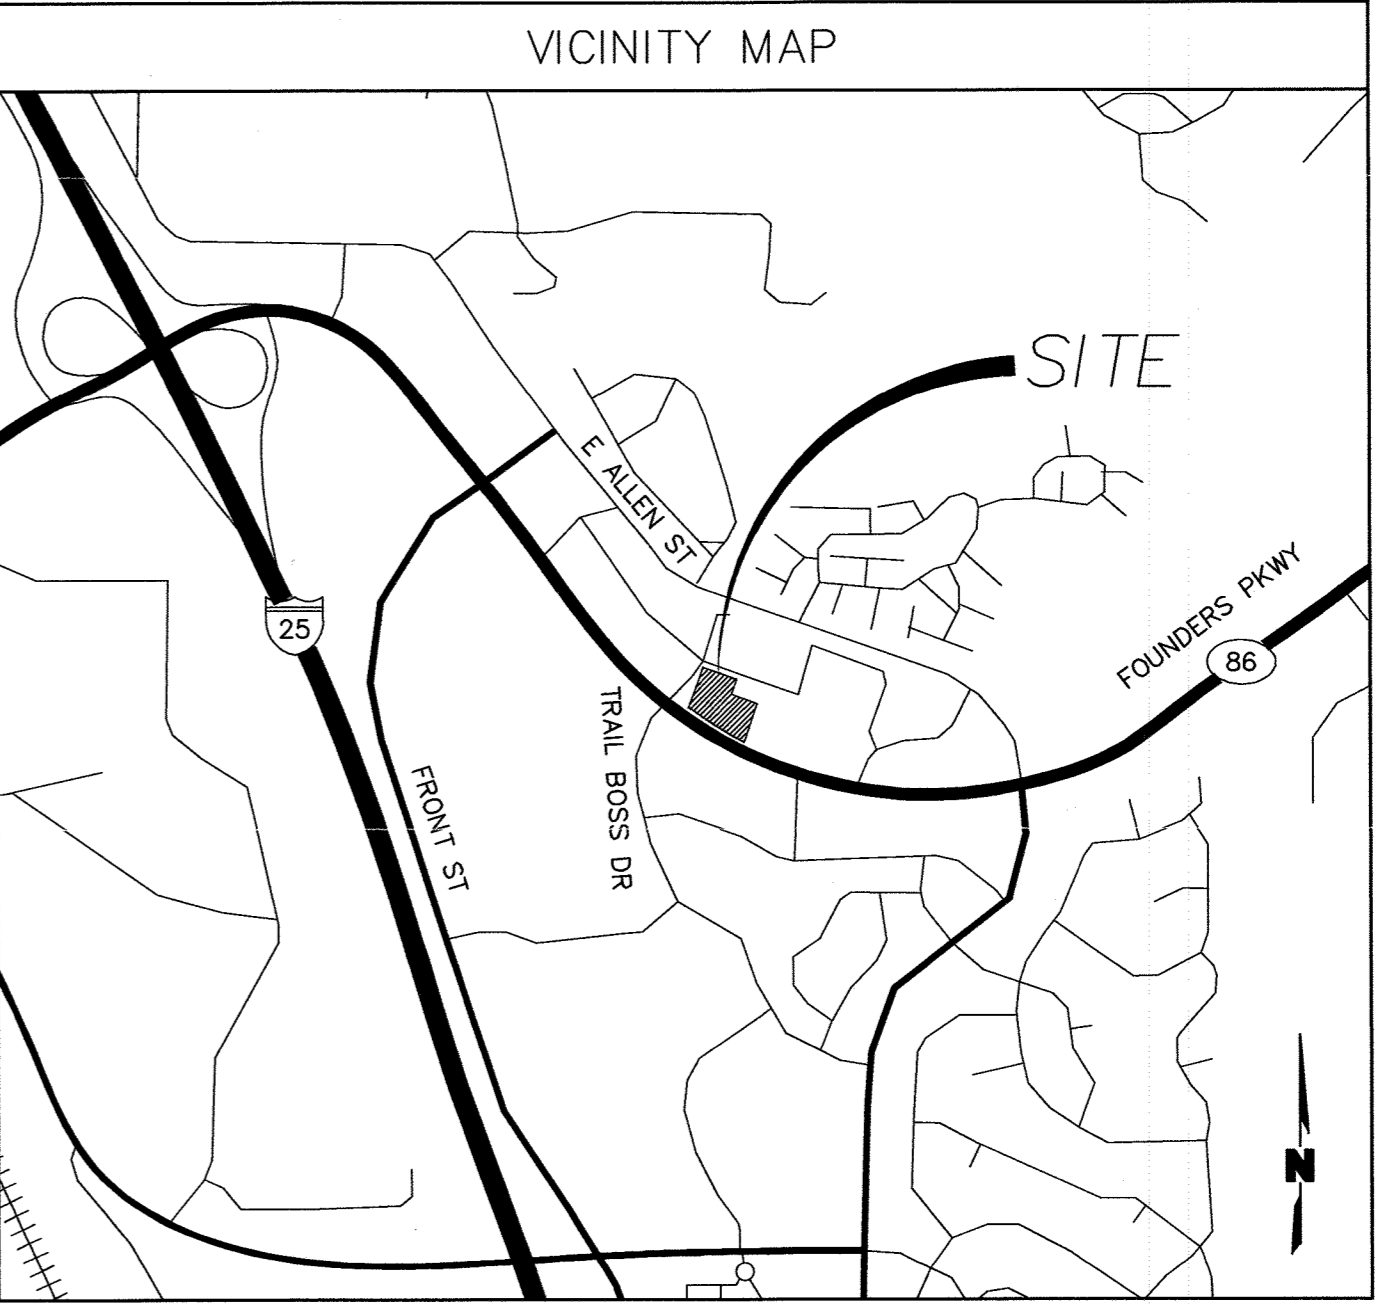 VICINITY MAP
SITE
E ALLEN ST
FOUNDERS PKWY
86
25
TRAIL BOSS DR
FRONT ST
N